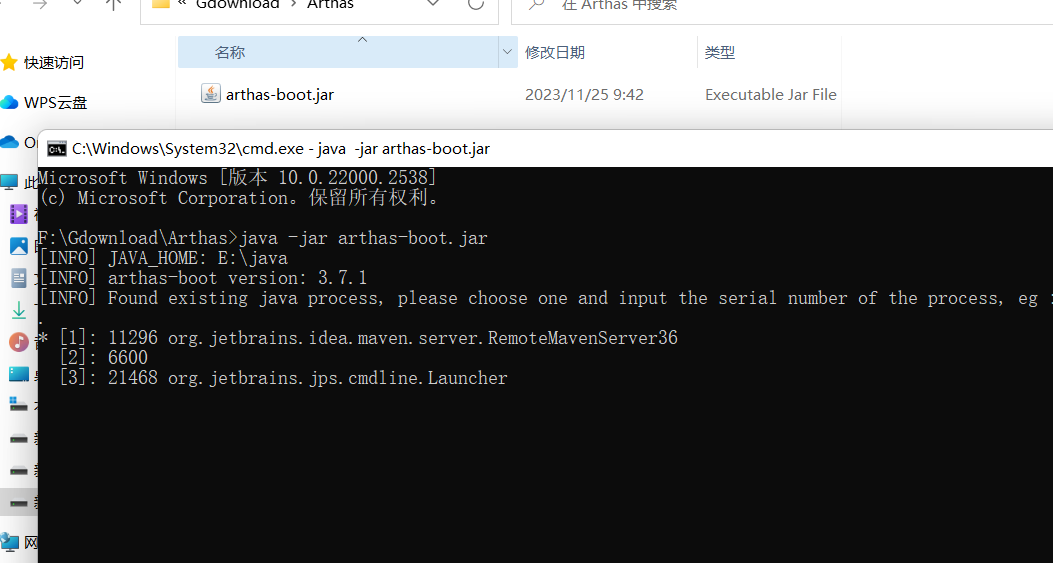 « Gdownload › Arthas
在 Arthas 中搜索
名称 修改日期 类型
快速访问
arthas-boot.jar 2023/11/25 9:42 Executable Jar File
WPS云盘
C:\Windows\System32\cmd.exe - java -jar arthas-boot.jar
Microsoft Windows [版本 10.0.22000.2538]
(c) Microsoft Corporation。保留所有权利。
F:\Gdownload\Arthas>java -jar arthas-boot.jar
[INFO] JAVA_HOME: E:\java
[INFO] arthas-boot version: 3.7.1
[INFO] Found existing java process, please choose one and input the serial number of the process, eg :
.
* [1]: 11296 org.jetbrains.idea.maven.server.RemoteMavenServer36
[2]: 6600
[3]: 21468 org.jetbrains.jps.cmdline.Launcher